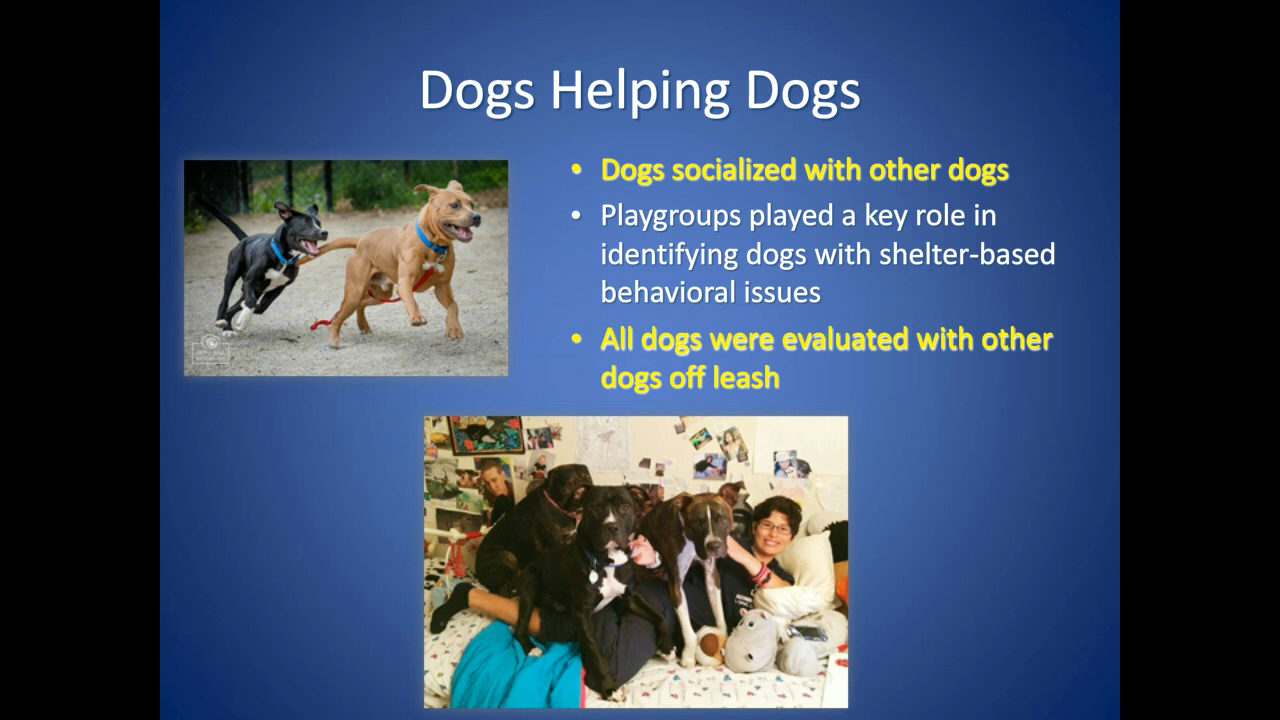 Dogs Helping Dogs
• Dogs socialized with other dogs
• Playgroups played a key role in
identifying dogs with shelter-based
behavioral issues
• All dogs were evaluated with other
dogs off leash